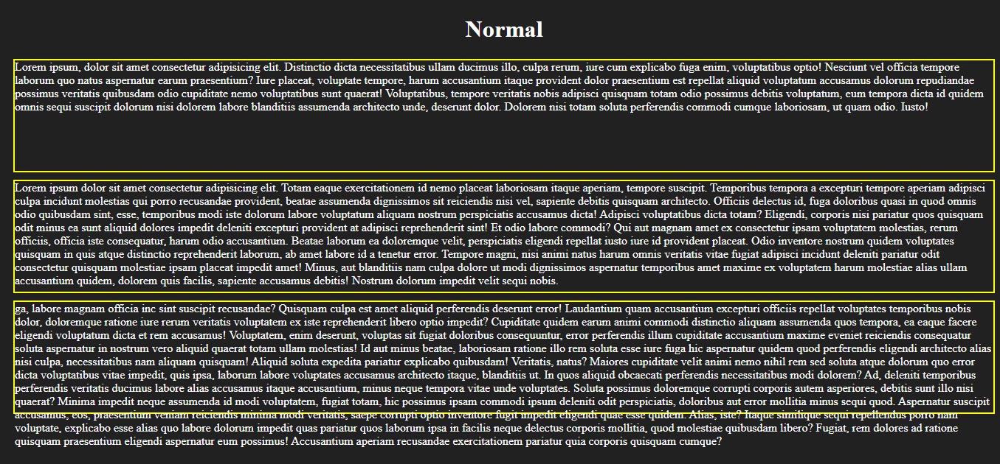 Normal
Lorem ipsum, dolor sit amet consectetur adipisicing elit. Distinctio dicta necessitatibus ullam ducimus illo, culpa rerum, iure cum explicabo fuga enim, voluptatibus optio! Nesciunt vel officia tempore
laborum quo natus aspernatur earum praesentium? Iure placeat, voluptate tempore, harum accusantium itaque provident dolor praesentium est repellat aliquid voluptatum accusamus dolorum repudiandae
possimus veritatis quibusdam odio cupiditate nemo voluptatibus sunt quaerat! Voluptatibus, tempore veritatis nobis adipisci quisquam totam odio possimus debitis voluptatum, eum tempora dicta id quidem
omnis sequi suscipit dolorum nisi dolorem labore blanditiis assumenda architecto unde, deserunt dolor. Dolorem nisi totam soluta perferendis commodi cumque laboriosam, ut quam odio. Iusto!
Lorem ipsum dolor sit amet consectetur adipisicing elit. Totam eaque exercitationem id nemo placeat laboriosam itaque aperiam, tempore suscipit. Temporibus tempora a excepturi tempore aperiam adipisci
culpa incidunt molestias qui porro recusandae provident, beatae assumenda dignissimos sit reiciendis nisi vel, sapiente debitis quisquam architecto. Officiis delectus id, fuga doloribus quasi in quod omnis
odio quibusdam sint, esse, temporibus modi iste dolorum labore voluptatum aliquam nostrum perspiciatis accusamus dicta! Adipisci voluptatibus dicta totam? Eligendi, corporis nisi pariatur quos quisquam
odit minus ea sunt aliquid dolores impedit deleniti excepturi provident at adipisci reprehenderit sint! Et odio labore commodi? Qui aut magnam amet ex consectetur ipsam voluptatem molestias, rerum
officiis, officia iste consequatur, harum odio accusantium. Beatae laborum ea doloremque velit, perspiciatis eligendi repellat iusto iure id provident placeat. Odio inventore nostrum quidem voluptates
quisquam in quis atque distinctio reprehenderit laborum, ab amet labore id a tenetur error. Tempore magni, nisi animi natus harum omnis veritatis vitae fugiat adipisci incidunt deleniti pariatur odit
consectetur quisquam molestiae ipsam placeat impedit amet! Minus, aut blanditiis nam culpa dolore ut modi dignissimos aspernatur temporibus amet maxime ex voluptatem harum molestiae alias ullam
accusantium quidem, dolorem quis facilis, sapiente accusamus debitis! Nostrum dolorum impedit velit sequi nobis.
ga, labore magnam officia inc sint suscipit recusandae? Quisquam culpa est amet aliquid perferendis deserunt error! Laudantium quam accusantium excepturi officiis repellat voluptates temporibus nobis
dolor, doloremque ratione iure rerum veritatis voluptatem ex iste reprehenderit libero optio impedit? Cupiditate quidem earum animi commodi distinctio aliquam assumenda quos tempora, ea eaque facere
eligendi voluptatum dicta et rem accusamus! Voluptatem, enim deserunt, voluptas sit fugiat doloribus consequuntur, error perferendis illum cupiditate accusantium maxime eveniet reiciendis consequatur
soluta aspernatur in nostrum vero aliquid quaerat totam ullam molestias! Id aut minus beatae, laboriosam ratione illo rem soluta esse iure fuga hic aspernatur quidem quod perferendis eligendi architecto alias
nisi culpa, necessitatibus nam aliquam quisquam! Aliquid soluta expedita pariatur explicabo quibusdam! Veritatis, natus? Maiores cupiditate velit animi nemo nihil rem sed soluta atque dolorum quo error
dicta voluptatibus vitae impedit, quis ipsa, laborum labore voluptates accusamus architecto itaque, blanditiis ut. In quos aliquid obcaecati perferendis necessitatibus modi dolorem? Ad, deleniti temporibus
perferendis veritatis ducimus labore alias accusamus itaque accusantium, minus neque tempora vitae unde voluptates. Soluta possimus doloremque corrupti corporis autem asperiores, debitis sunt illo nisi
quaerat? Minima impedit neque assumenda id modi voluptatem, fugiat totam, hic possimus ipsam commodi ipsum deleniti odit perspiciatis, doloribus aut error mollitia minus sequi quod. Aspernatur suscipit
accusamus, eos, praesentium veniam reiciendis minima modi veritatis, saepe corrupti optio inventore fugit impedit eligendi quae esse quidem. Alias, iste? Itaque similique sequi repellendus porro nam
voluptate, explicabo esse alias quo labore dolorum impedit quas pariatur quos laborum ipsa in facilis neque delectus corporis mollitia, quod molestiae quibusdam libero? Fugiat, rem dolores ad ratione
quisquam praesentium eligendi aspernatur eum possimus! Accusantium aperiam recusandae exercitationem pariatur quia corporis quisquam cumque?